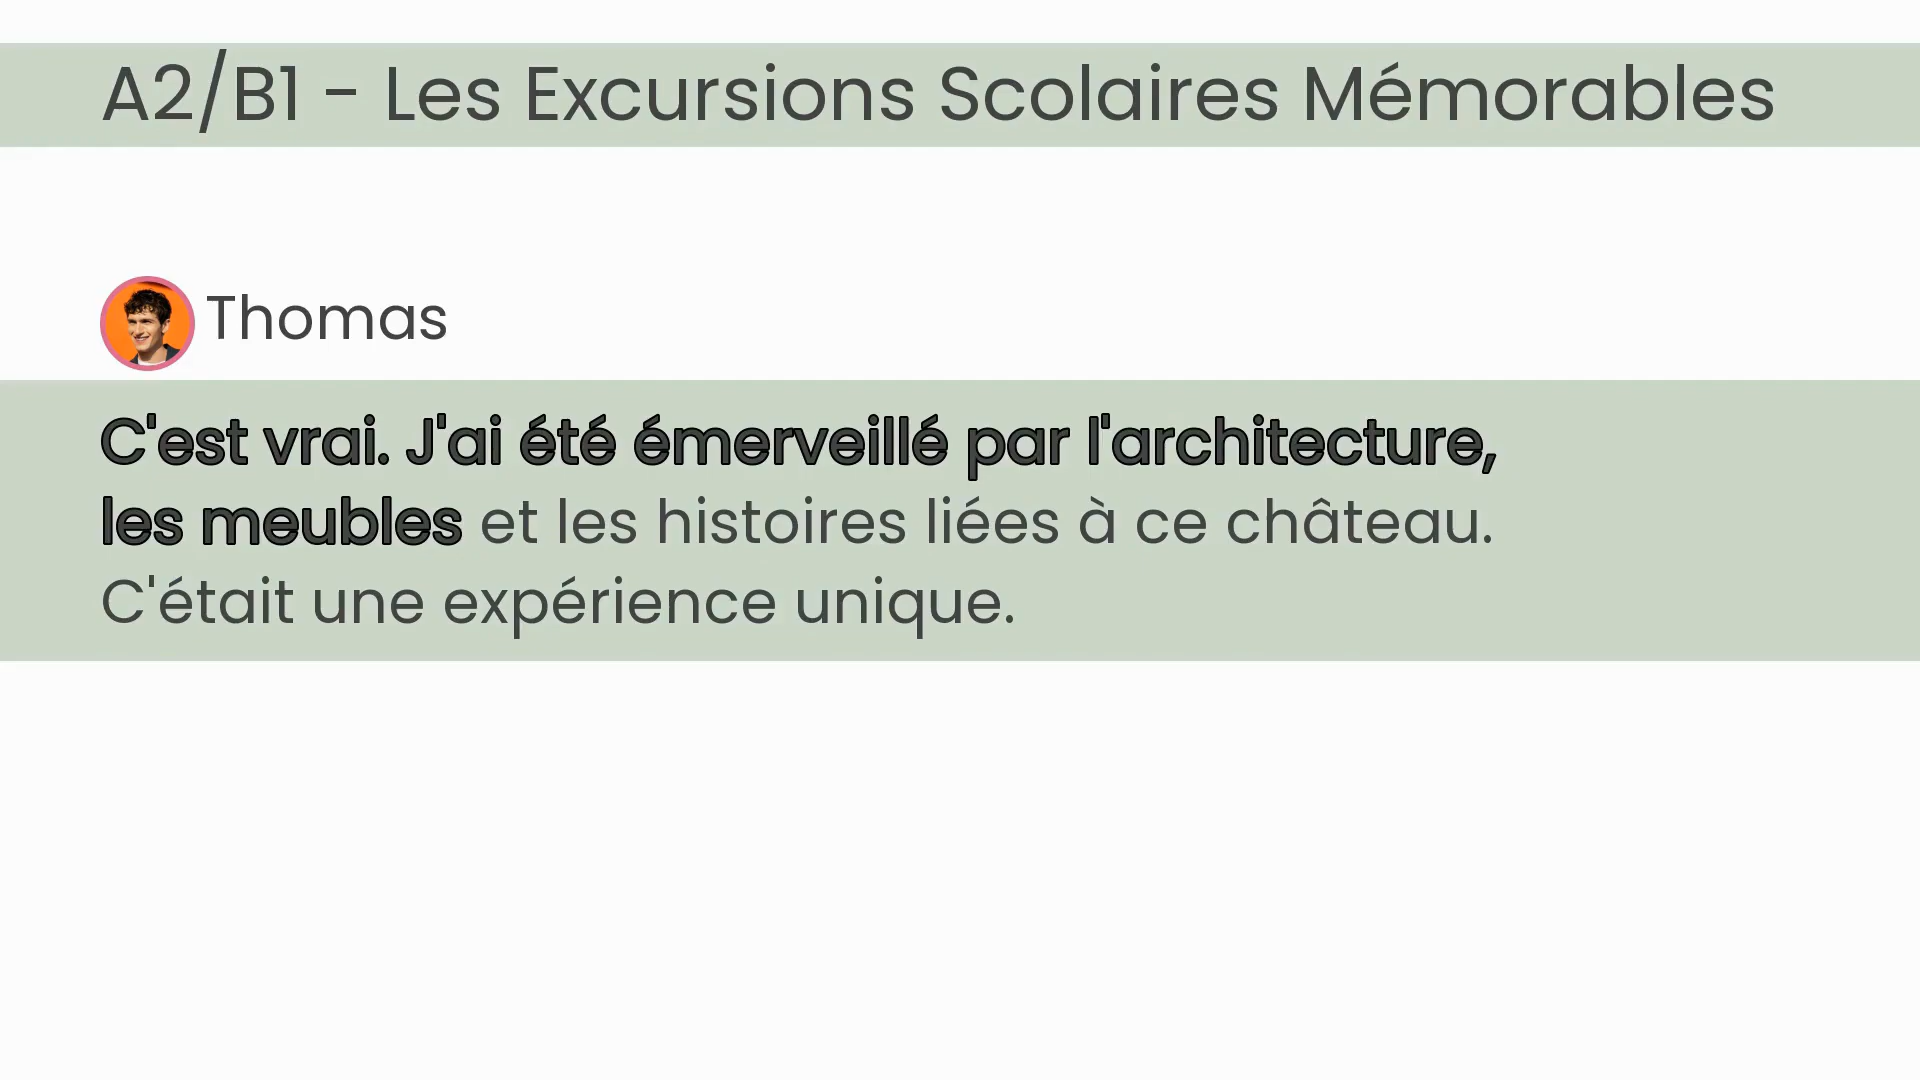 A2/B1 - Les Excursions Scolaires Mémorables
Thomas
C'est vrai. J'ai été émerveillé par l'architecture,
les meubles et les histoires liées à ce château.
C'était une expérience unique.